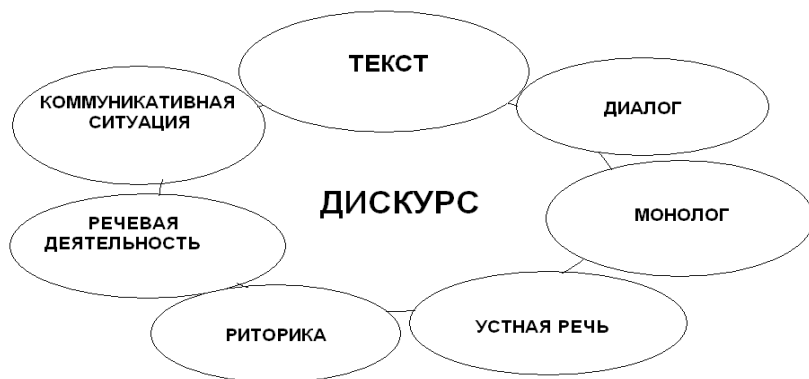 ТЕКСТ
КОММУНИКАТИВНАЯ
СИТУАЦИЯ
ДИАЛОГ
ДИСКУРС
МОНОЛОГ
РЕЧЕВАЯ
ДЕЯТЕЛЬНОСТЬ
УСТНАЯ РЕЧЬ
РИТОРИКА